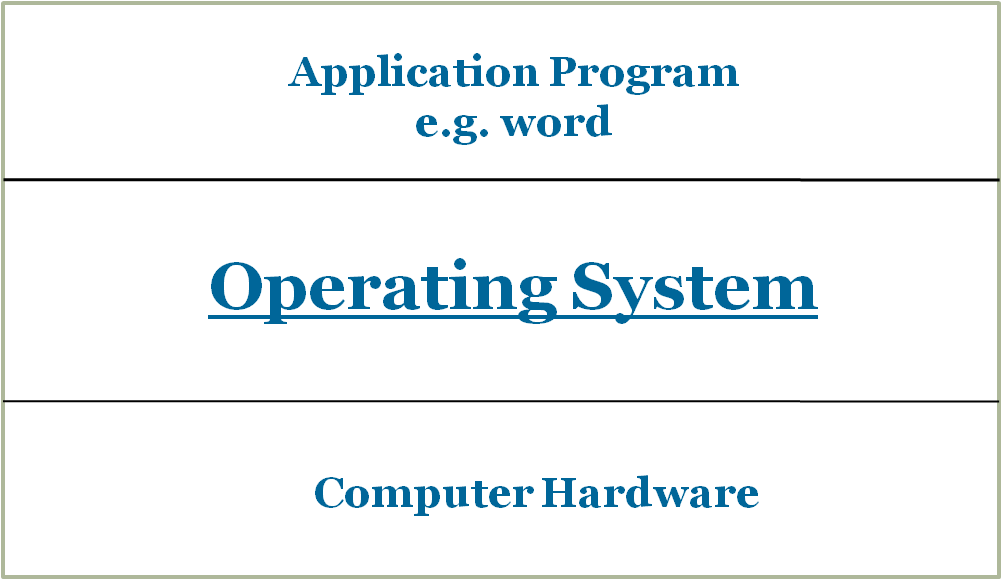 Application Program
e.g. word
Operating System
Computer Hardware